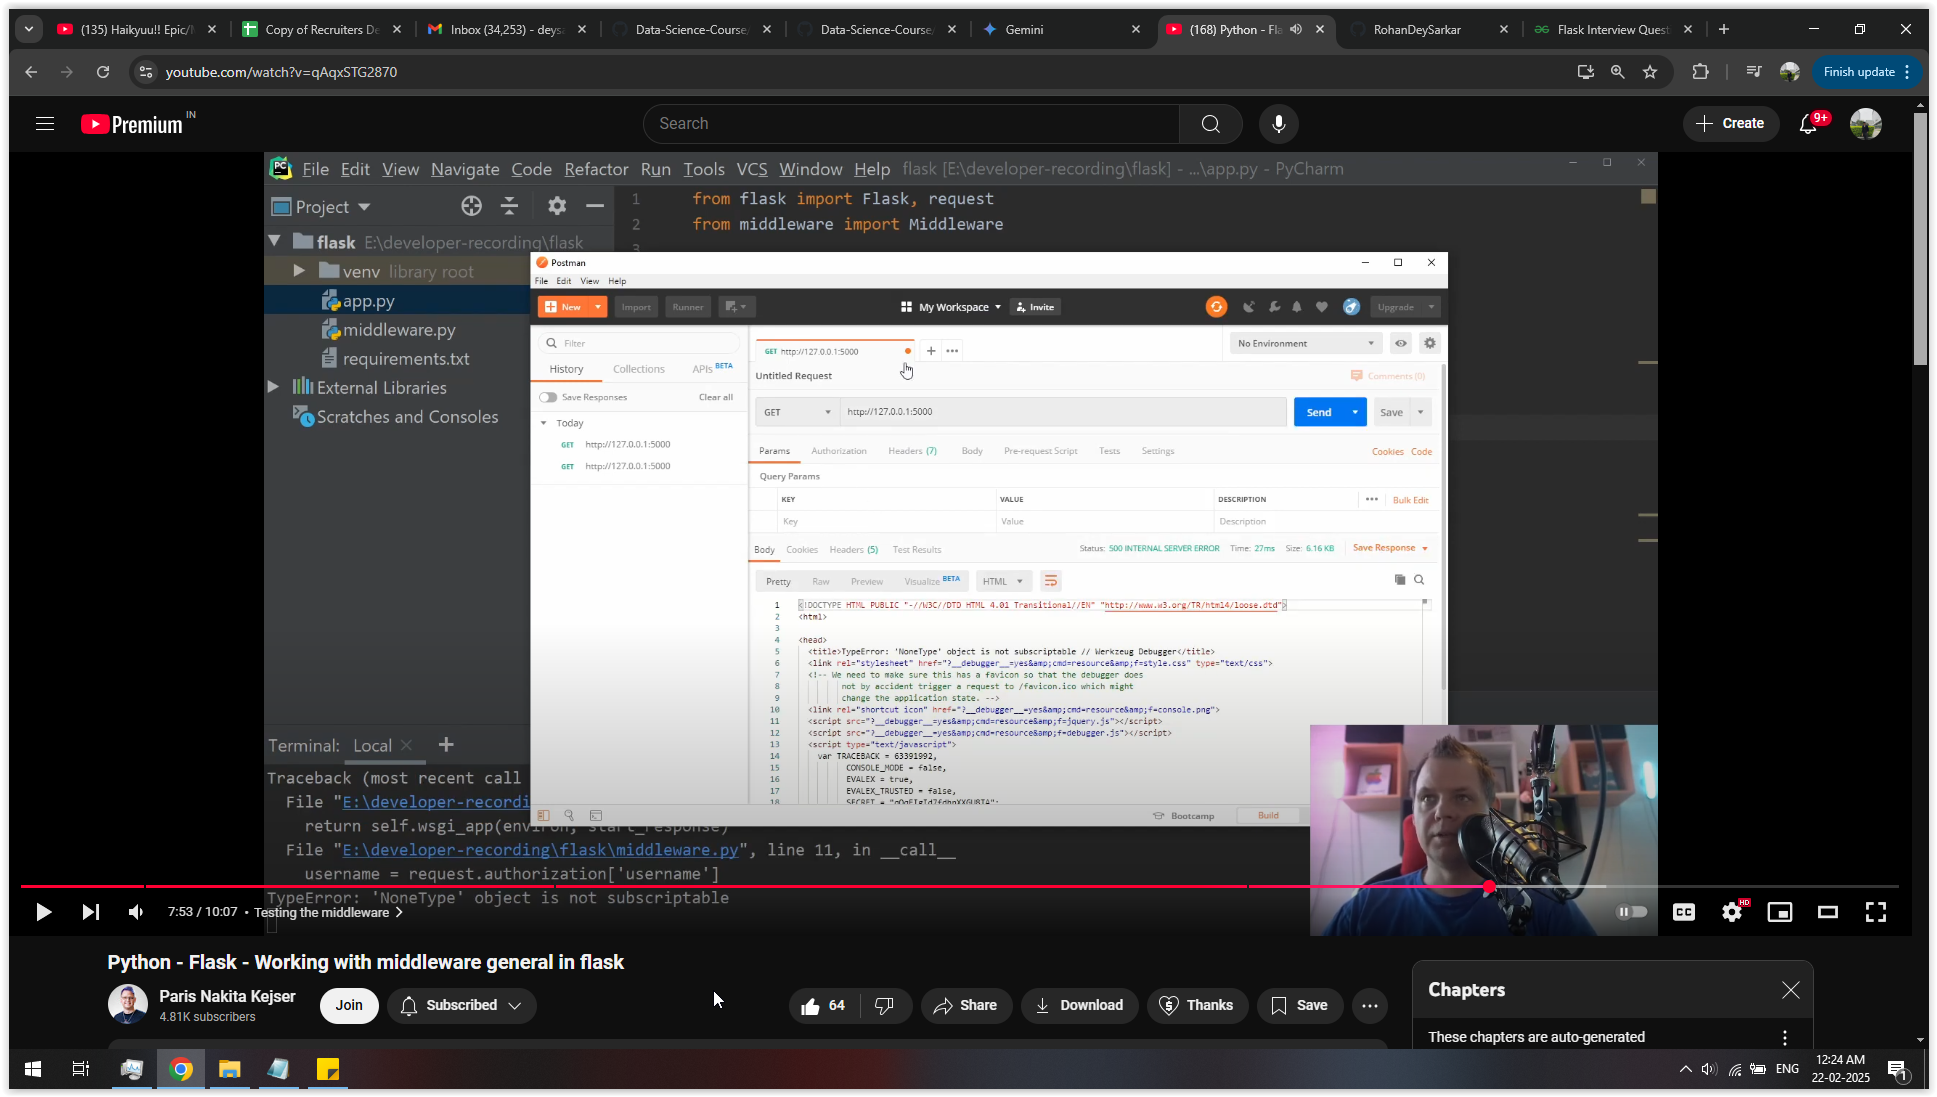 (135) Haikyuu!! Epic/
Copy of Recruiters De
Inbox (34,253) - deys
Data-Science-Course
Data-Science-Course
Gemini
(168) Python - Fla
RohanDeySarkar
Flask Interview Quest
youtube.com/watch?v=qAqxSTG2870
Finish update
Premium IN
Search
Create
9+
PC
File Edit View Navigate Code Refactor Run Tools VCS Window Help flask [E:\developer-recording\flask] - ...\app.py - PyCharm
Project
1 from flask import Flask, request
2 from middleware import Middleware
3
flask E:\developer-recording\flask
venv library root
app.py
middleware.py
requirements.txt
External Libraries
Scratches and Consoles
Postman
File Edit View Help
New Import Runner
My Workspace Invite
Upgrade
Filter
History Collections APIs BETA
Save Responses Clear all
Today
GET http://127.0.0.1:5000
GET http://127.0.0.1:5000
GET http://127.0.0.1:5000
No Environment
Untitled Request
Comments (0)
GET http://127.0.0.1:5000 Send Save
Params Authorization Headers (7) Body Pre-request Script Tests Settings Cookies Code
Query Params
KEY VALUE DESCRIPTION Bulk Edit
Key Value Description
Body Cookies Headers (5) Test Results Status: 500 INTERNAL SERVER ERROR Time: 27ms Size: 6.16 KB Save Response
Pretty Raw Preview Visualize BETA HTML
1 <!DOCTYPE HTML PUBLIC "-//W3C//DTD HTML 4.01 Transitional//EN" "http://www.w3.org/TR/html4/loose.dtd">
2 <html>
3
4 <head>
5 <title>TypeError: 'NoneType' object is not subscriptable // Werkzeug Debugger</title>
6 <link rel="stylesheet" href="?__debugger__=yes&amp;cmd=resource&amp;f=style.css" type="text/css">
7 <!-- We need to make sure this has a favicon so that the debugger does
8 not by accident trigger a request to /favicon.ico which might
9 change the application state. -->
10 <link rel="shortcut icon" href="?__debugger__=yes&amp;cmd=resource&amp;f=console.png">
11 <script src="?__debugger__=yes&amp;cmd=resource&amp;f=jquery.js"></script>
12 <script src="?__debugger__=yes&amp;cmd=resource&amp;f=debugger.js"></script>
13 <script type="text/javascript">
14 var TRACEBACK = 63391992,
15 CONSOLE_MODE = false,
16 EVALEX = true,
17 EVALEX_TRUSTED = false,
18 SECRET =
Bootcamp Build
Terminal: Local
Traceback (most recent call
File "E:\developer-recordi
return self.wsgi_app(environ, start_response)
File "E:\developer-recording\flask\middleware.py", line 11, in __call__
username = request.authorization['username']
TypeError: 'NoneType' object is not subscriptable
7:53 / 10:07 • Testing the middleware
CC
HD
Python - Flask - Working with middleware general in flask
Paris Nakita Kejser
4.81K subscribers
Join
Subscribed
64
Share
Download
Thanks
Save
Chapters
These chapters are auto-generated
ENG
12:24 AM
22-02-2025
1